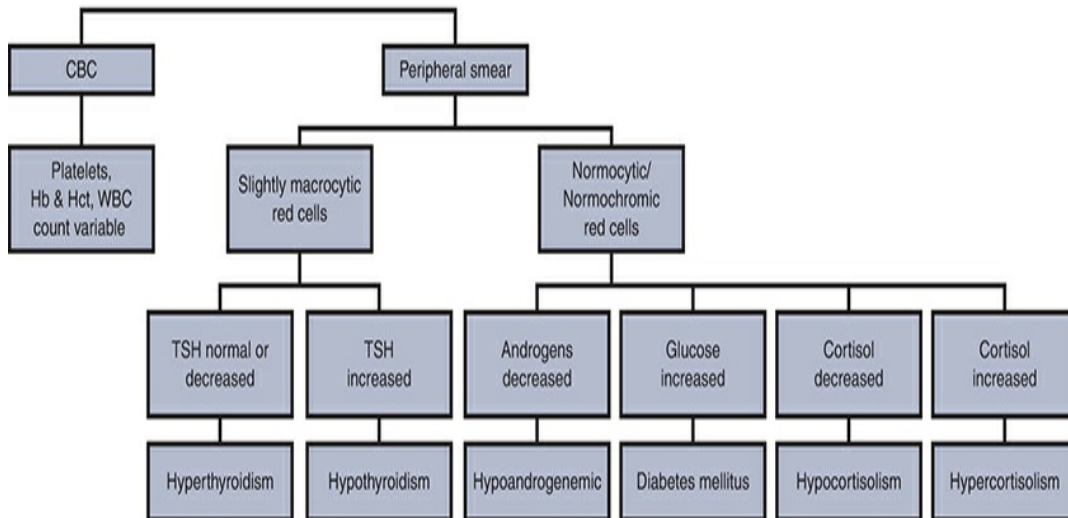 CBC
Peripheral smear
Platelets,
Hb & Hct, WBC
count variable
Slightly macrocytic
red cells
Normocytic/
Normochromic
red cells
TSH normal or
decreased
TSH
increased
Androgens
decreased
Glucose
increased
Cortisol
decreased
Cortisol
increased
Hyperthyroidism
Hypothyroidism
Hypoandrogenemic
Diabetes mellitus
Hypocortisolism
Hypercortisolism